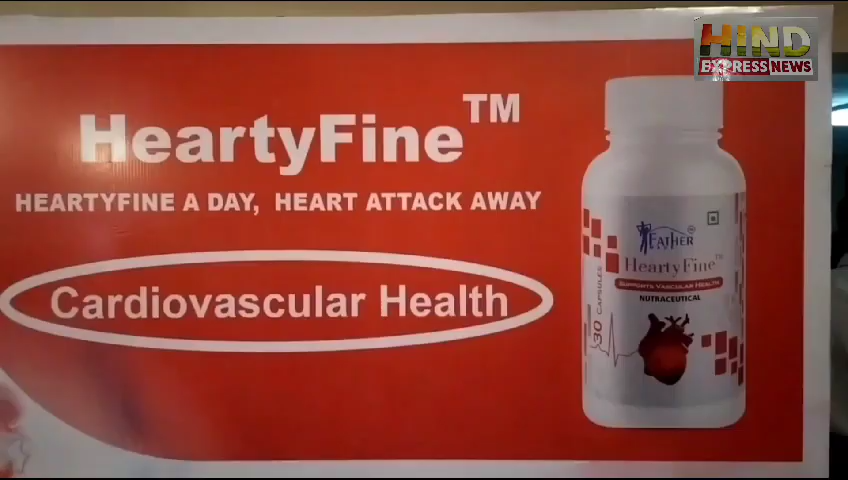 HIND
EXPRESS NEWS
HeartyFine™
HEARTYFINE A DAY, HEART ATTACK AWAY
Cardiovascular Health
FATHER
HeartyFine™
SUPPORTS VASCULAR HEALTH
NUTRACEUTICAL
30 CAPSULES